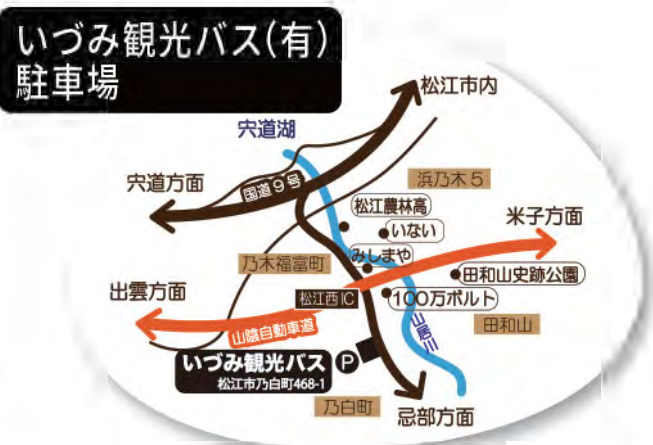 いづみ観光バス(有)
駐車場
松江市内
宍道湖
宍道方面
国道9号
浜乃木5
松江農林高
いない
米子方面
みしまや
乃木福富町
田和山史跡公園
出雲方面
松江西IC
100万ボルト
山陰自動車道
山居川
田和山
いづみ観光バス P
松江市乃白町468-1
乃白町
忌部方面